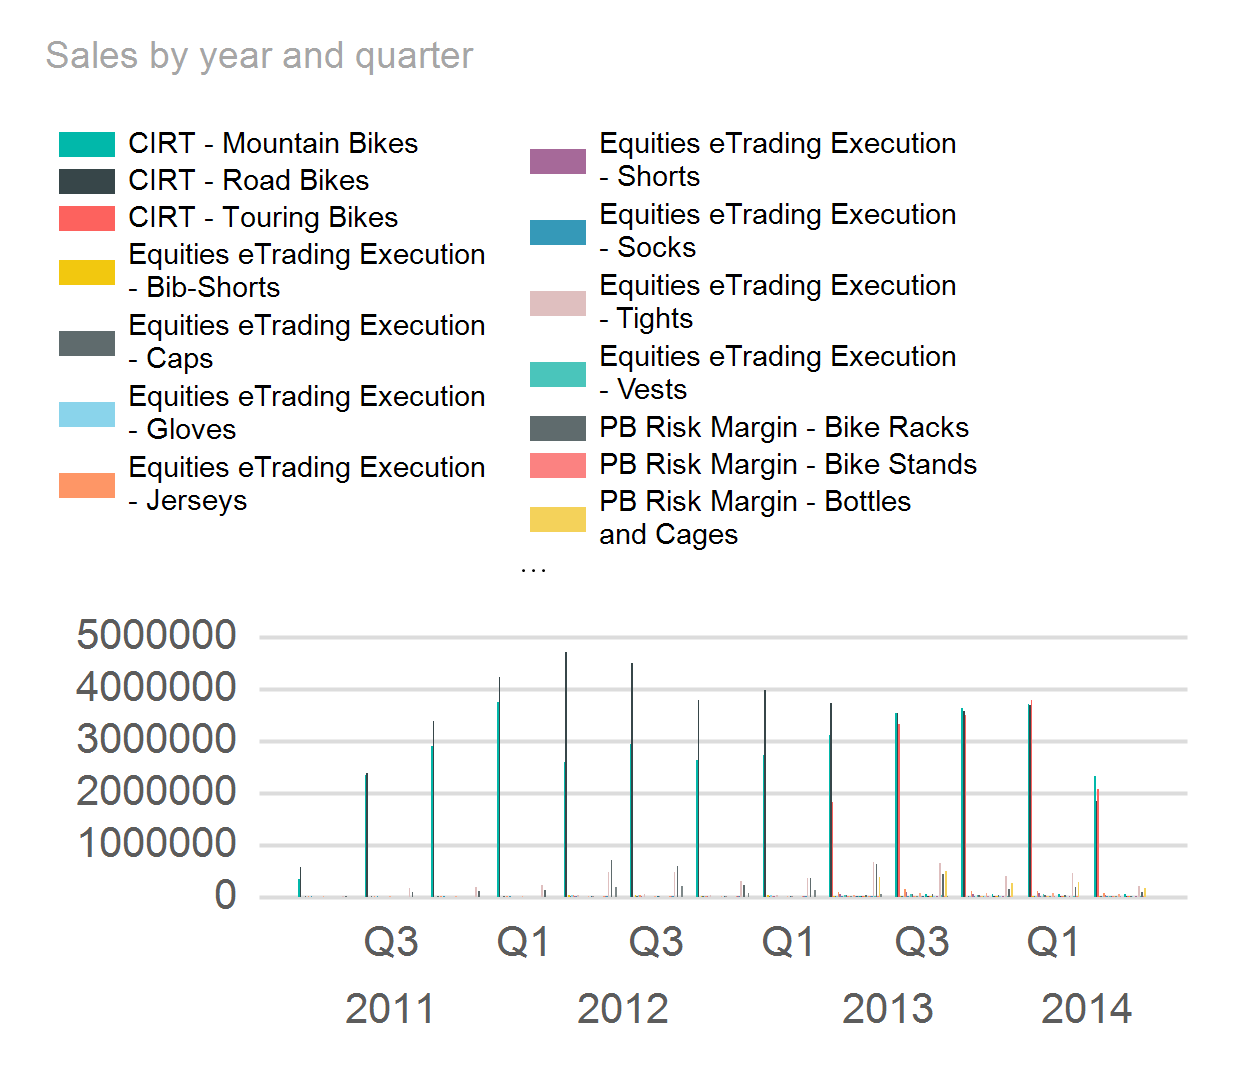 Sales by year and quarter
CIRT - Mountain Bikes
CIRT - Road Bikes
CIRT - Touring Bikes
Equities eTrading Execution
- Bib-Shorts
Equities eTrading Execution
- Caps
Equities eTrading Execution
- Gloves
Equities eTrading Execution
- Jerseys
Equities eTrading Execution
- Shorts
Equities eTrading Execution
- Socks
Equities eTrading Execution
- Tights
Equities eTrading Execution
- Vests
PB Risk Margin - Bike Racks
PB Risk Margin - Bike Stands
PB Risk Margin - Bottles
and Cages
...
5000000
4000000
3000000
2000000
1000000
0
Q3 Q1 Q3 Q1 Q3 Q1
2011 2012 2013 2014